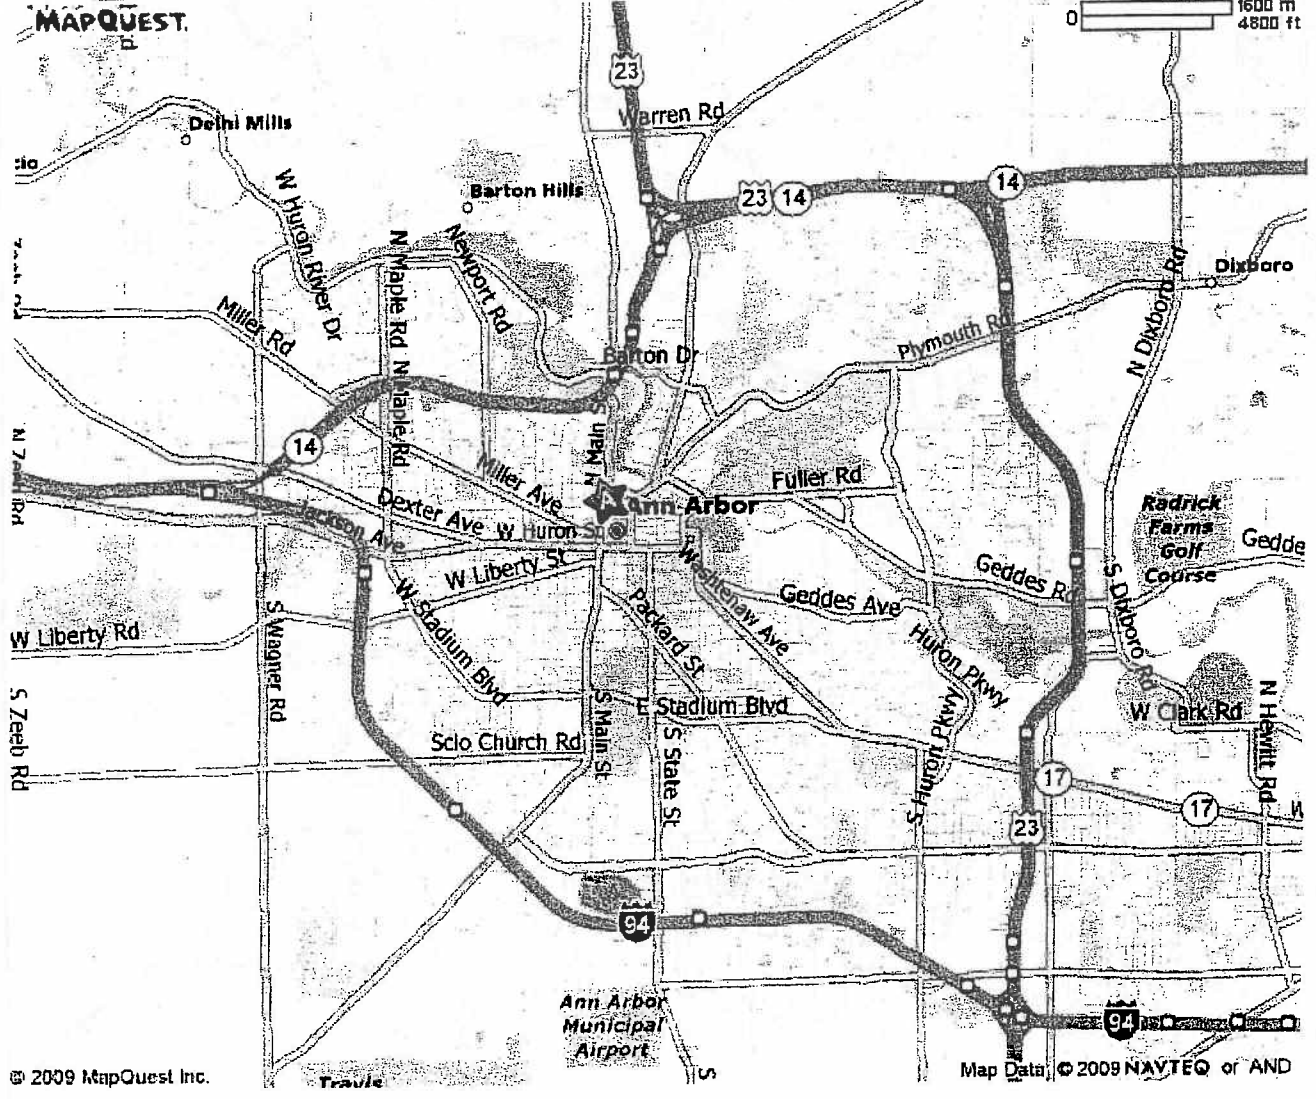 MAPQUEST.
0
1600 m
4800 ft
23
Warren Rd
Delhi Mills
cio
W Huron River Dr
Barton Hills
23
14
14
N Maple Rd
Newport Rd
N Dixboro Rd
Dixboro
Miller Rd
Plymouth Rd
Barton Dr
N Maple Rd
N Main S
14
Miller Ave
Fuller Rd
Dexter Ave
A
Ann Arbor
Radrick
Farms
Golf
Course
Jackson Ave
W Huron St
W Liberty St
Washtenaw Ave
Geddes Rd
Gedde
S Dixboro Rd
W Stadium Blvd
Packard St
Geddes Ave
W Liberty Rd
S Wagner Rd
Huron Pkwy
S Zeeb Rd
S Main St
E Stadium Blvd
W Clark Rd
N Hewitt Rd
Scio Church Rd
S State St
S Huron Pkwy
17
17
W
23
94
Ann Arbor
Municipal
Airport
94
S
© 2009 MapQuest Inc.
Travis
Map Data © 2009 NAVTEQ or AND